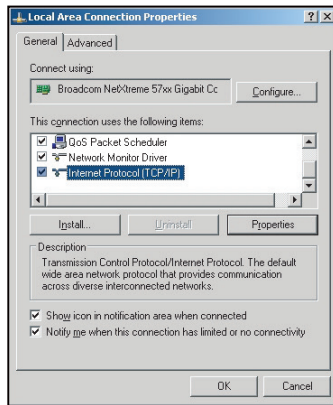 Local Area Connection Properties
General Advanced
Connect using:
Broadcom NetXtreme 57xx Gigabit Cc
Configure...
This connection uses the following items:
QoS Packet Scheduler
Network Monitor Driver
Internet Protocol (TCP/IP)
Install... Uninstall Properties
Description
Transmission Control Protocol/Internet Protocol. The default
wide area network protocol that provides communication
across diverse interconnected networks.
Show icon in notification area when connected
Notify me when this connection has limited or no connectivity
OK Cancel